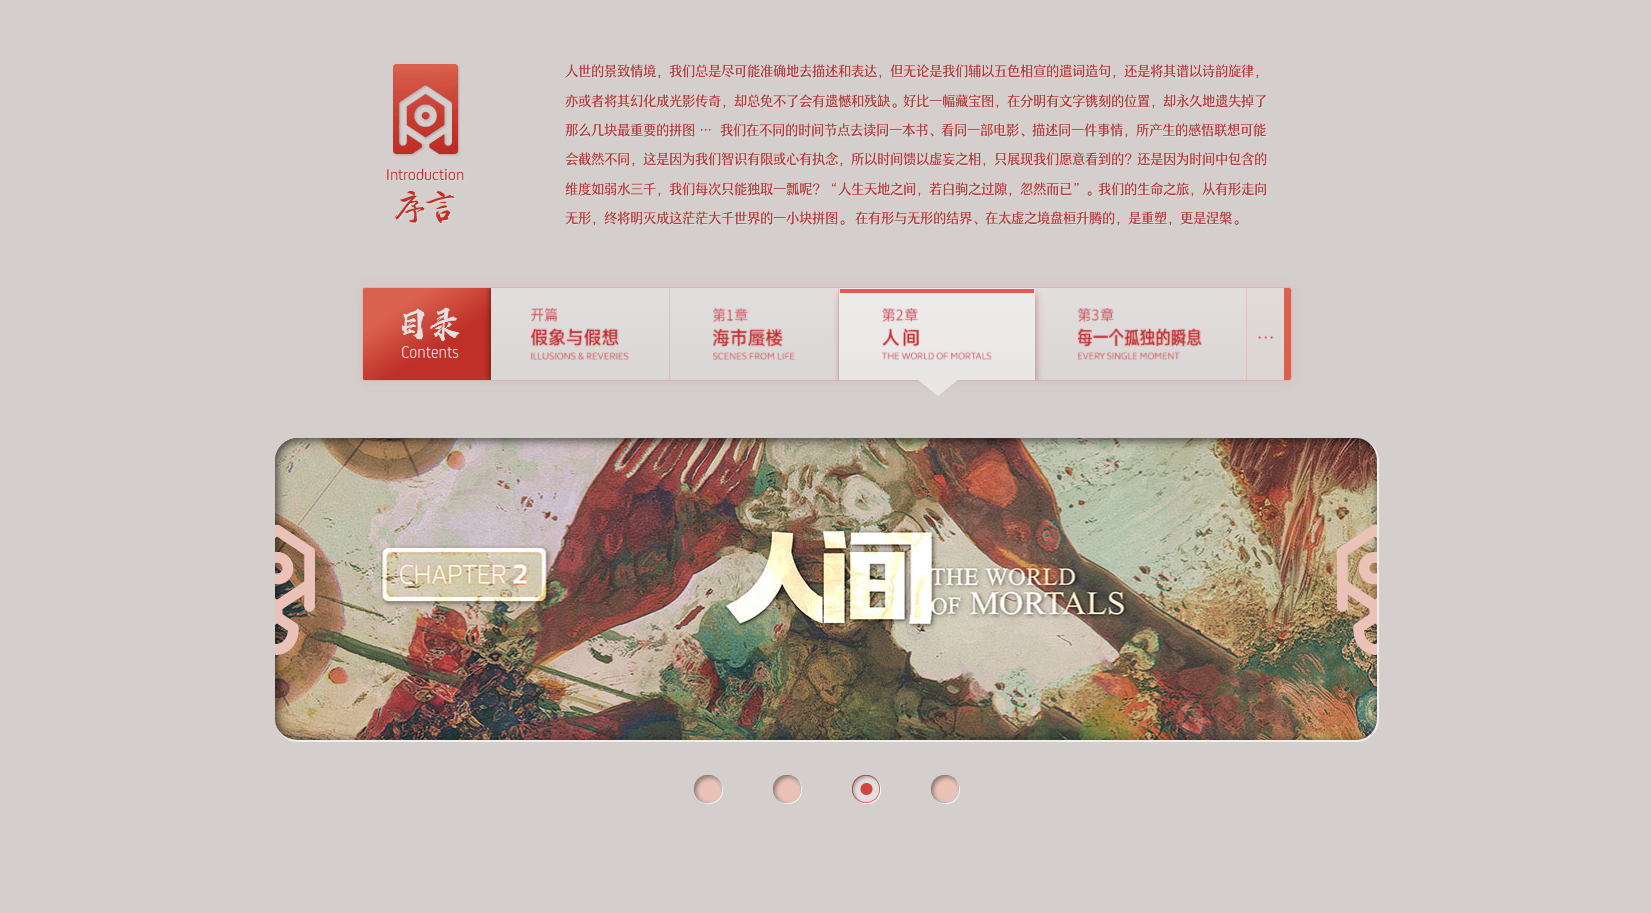 Introduction
序言
人世的景致情境，我们总是尽可能准确地去描述和表达，但无论是我们辅以五色相宣的遣词造句，还是将其谱以诗韵旋律，
亦或者将其幻化成光影传奇，却总免不了会有遗憾和残缺。好比一幅藏宝图，在分明有文字镌刻的位置，却永久地遗失掉了
那么几块最重要的拼图 … 我们在不同的时间节点去读同一本书、看同一部电影、描述同一件事情，所产生的感悟联想可能
会截然不同，这是因为我们智识有限或心有执念，所以时间馈以虚妄之相，只展现我们愿意看到的？还是因为时间中包含的
维度如弱水三千，我们每次只能独取一瓢呢？“人生天地之间，若白驹之过隙，忽然而已”。我们的生命之旅，从有形走向
无形，终将明灭成这茫茫大千世界的一小块拼图。在有形与无形的结界、在太虚之境盘桓升腾的，是重塑，更是涅槃。
目录
Contents
开篇
假象与假想
ILLUSIONS & REVERIES
第1章
海市蜃楼
SCENES FROM LIFE
第2章
人间
THE WORLD OF MORTALS
第3章
每一个孤独的瞬息
EVERY SINGLE MOMENT
...
CHAPTER 2
人间
THE WORLD
OF MORTALS